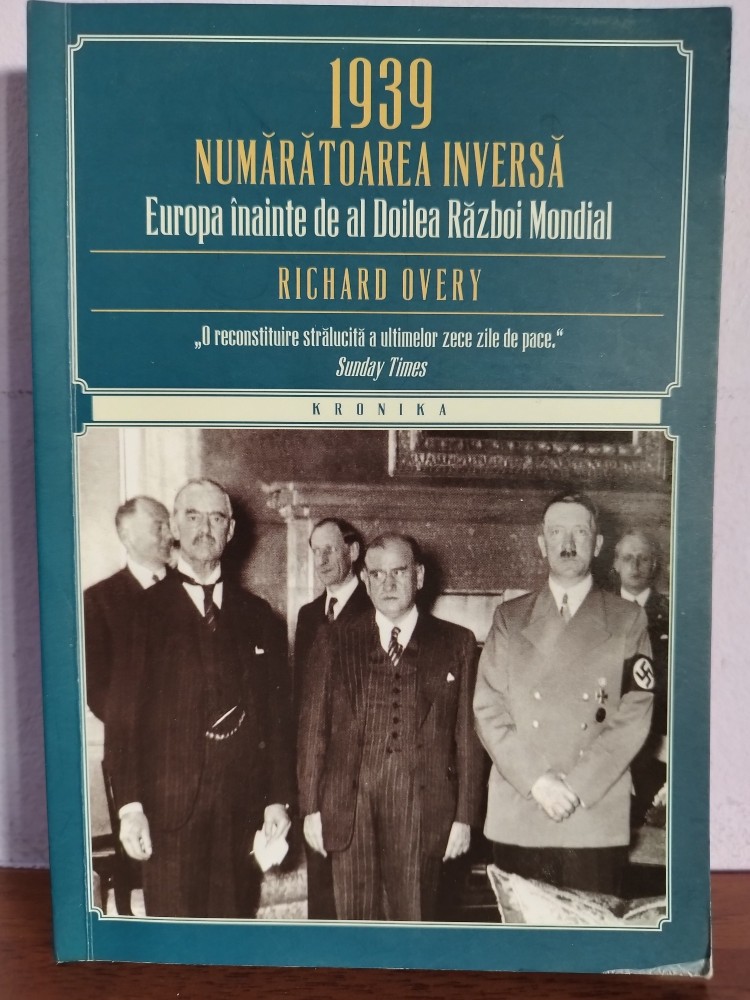 1939
NUMĂRĂTOAREA INVERSĂ
Europa înainte de al Doilea Război Mondial
RICHARD OVERY
„O reconstituire strălucită a ultimelor zece zile de pace.“
Sunday Times
KRONIKA